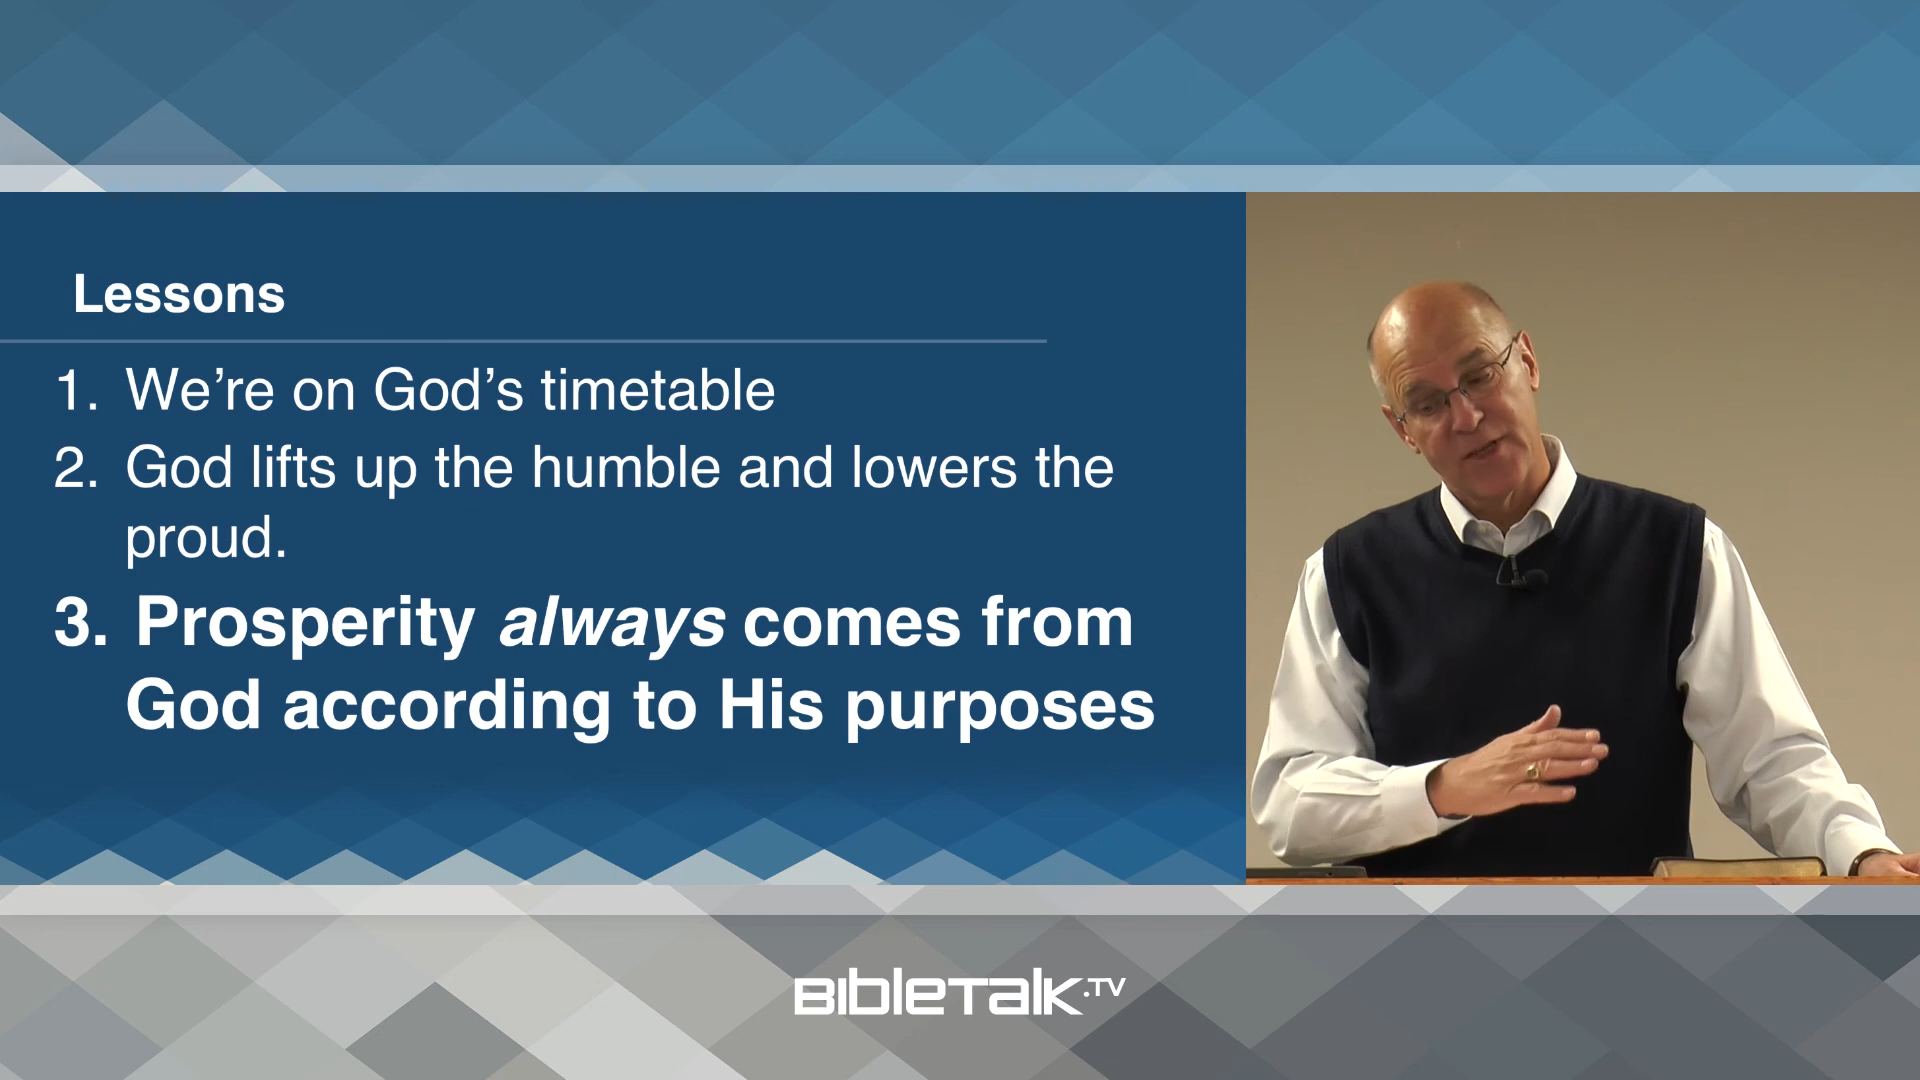 Lessons
1. We’re on God’s timetable
2. God lifts up the humble and lowers the
proud.
3. Prosperity always comes from
God according to His purposes
BibleTalk.TV